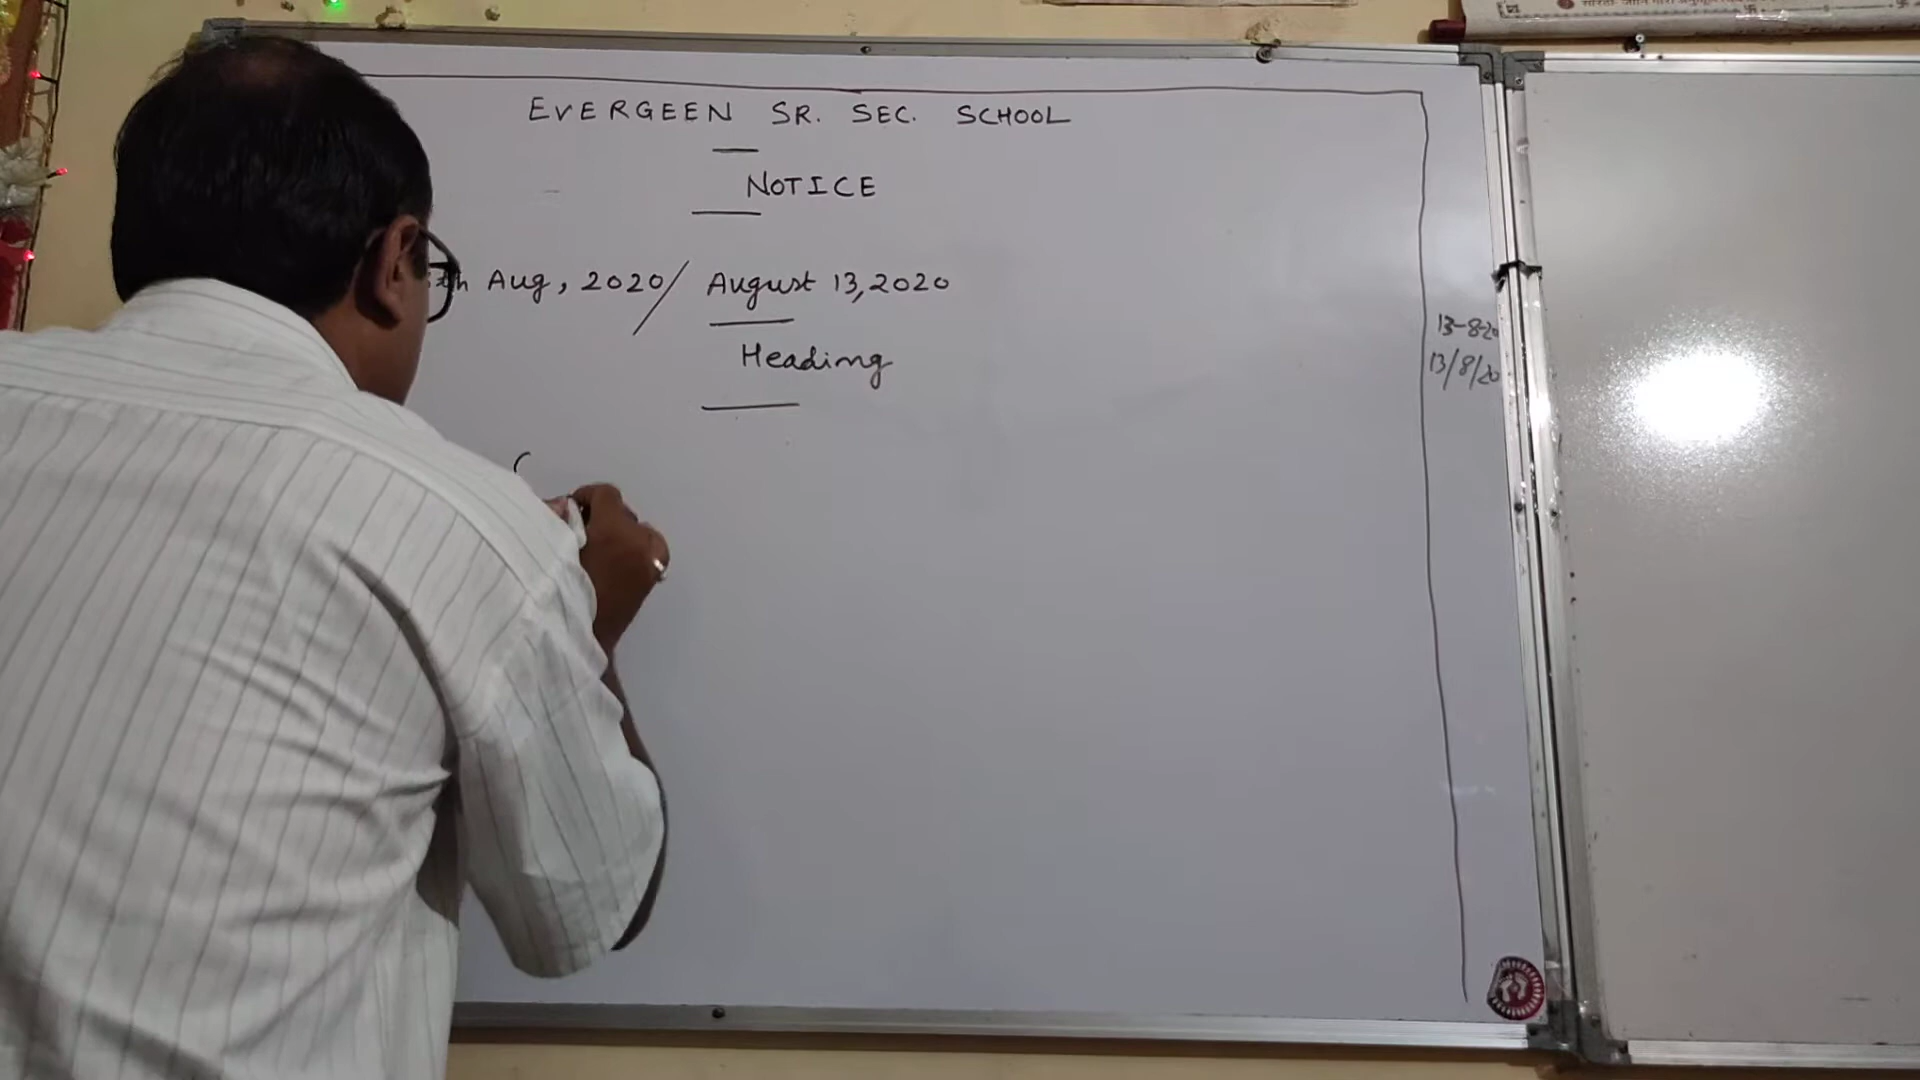 EVERGEEN SR. SEC. SCHOOL
NOTICE
Aug, 2020/ August 13, 2020
Heading
13-8-20
13/8/20